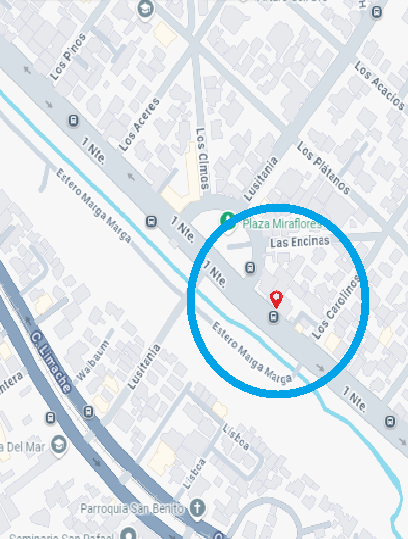 Los Pinos
Los Aceres
Los Olmos
Los Acacios
1 Nte.
Lusitania
Los Plátanos
Estero Marga Marga
Plaza Miraflores
1 Nte.
Las Encinas
1 Nte.
Los Carolinos
Estero Marga Marga
C. Limache
Waibaum
Lusitania
1 Nte.
Lisboa
a Del Mar
Lisboa
Parroquia San Benito
Seminario San Rafael